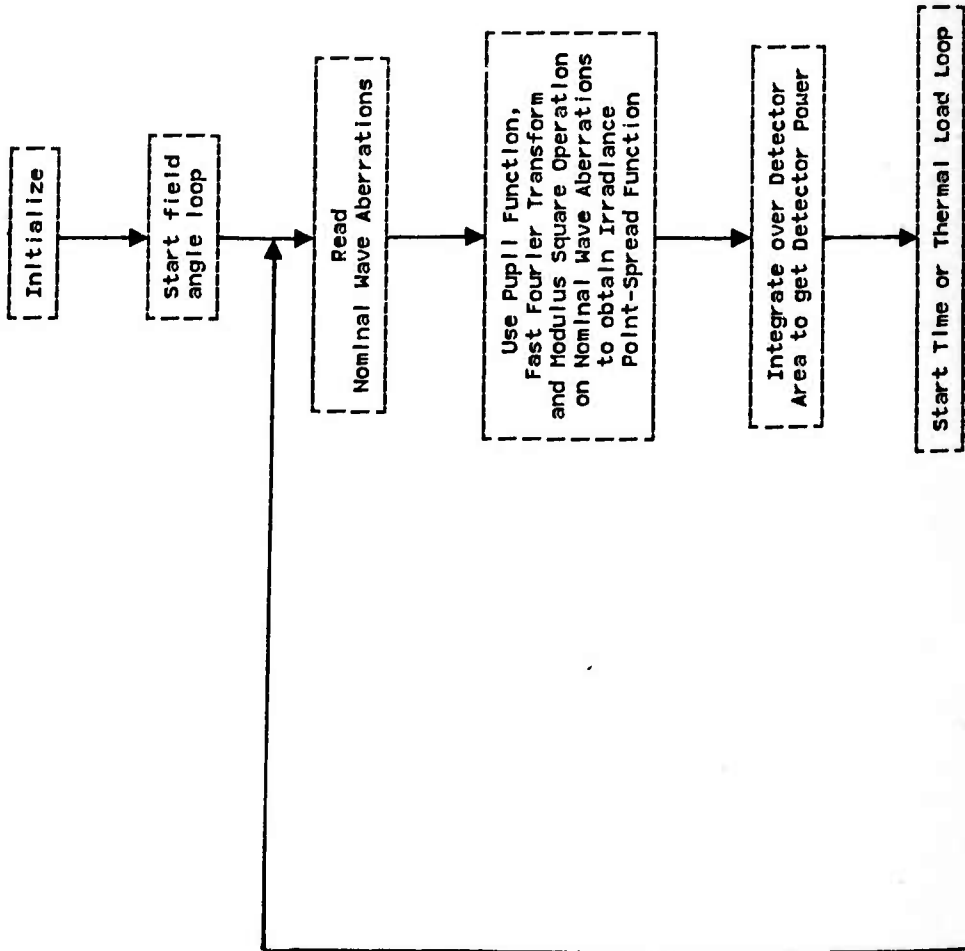 Initialize
Start field
angle loop
Read
Nominal Wave Aberrations
Use Pupil Function,
Fast Fourier Transform
and Modulus Square Operation
on Nominal Wave Aberrations
to obtain Irradiance
Point-Spread Function
Integrate over Detector
Area to get Detector Power
Start Time or Thermal Load Loop